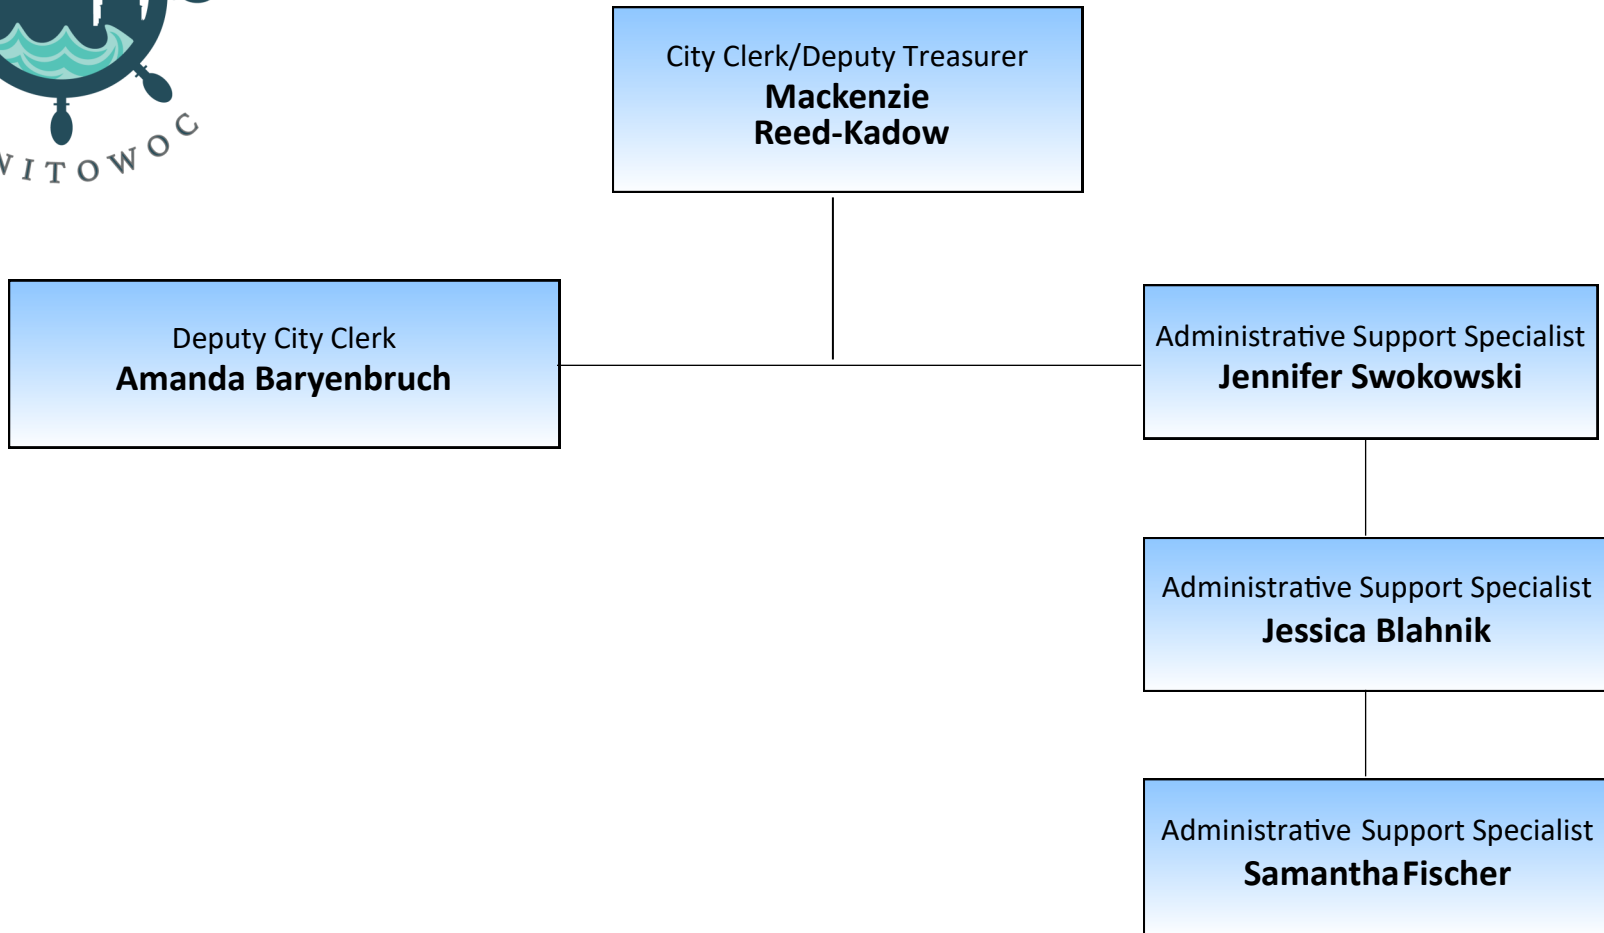 City Clerk/Deputy Treasurer
Mackenzie
Reed-Kadow
Deputy City Clerk
Amanda Baryenbruch
Administrative Support Specialist
Jennifer Swokowski
Administrative Support Specialist
Jessica Blahnik
Administrative Support Specialist
Samantha Fischer
ITOWOC